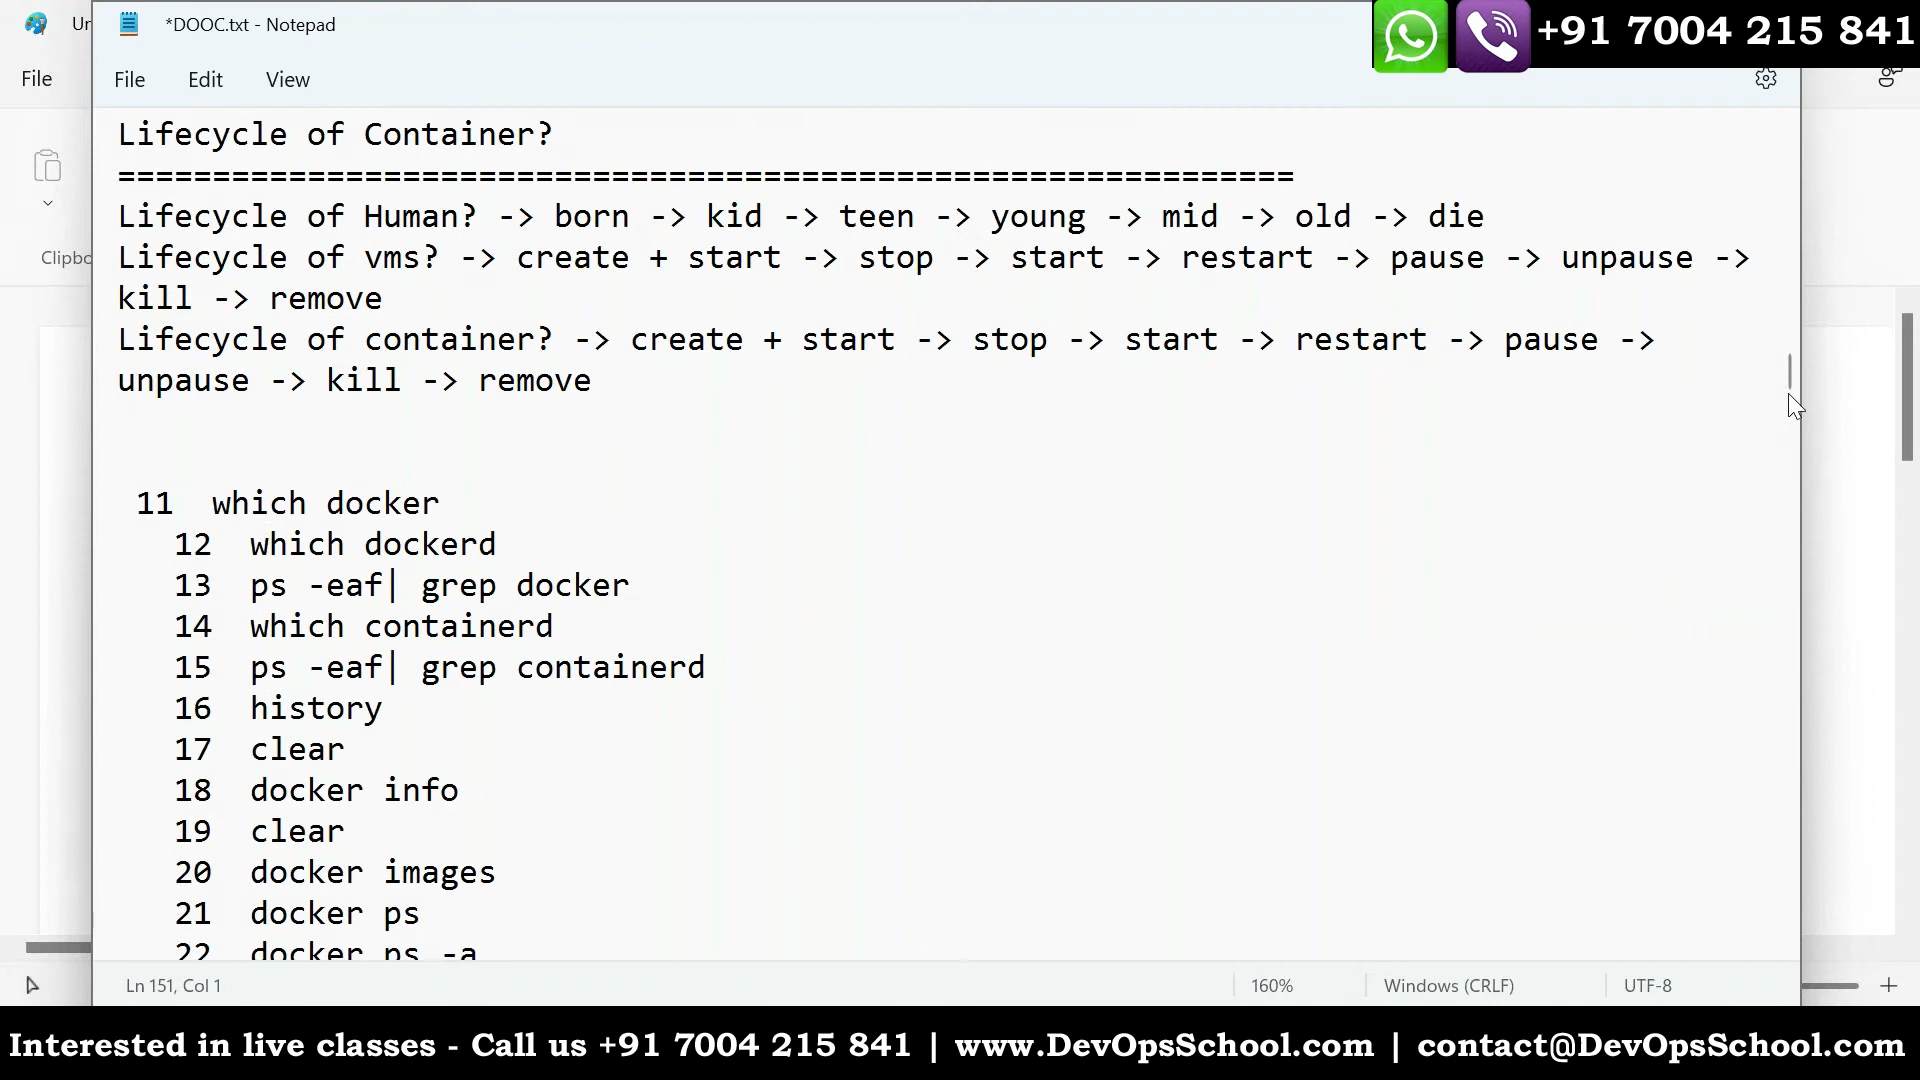 *DOOC.txt - Notepad
+91 7004 215 841
File
File Edit View
Lifecycle of Container?
==============================================================
Lifecycle of Human? -> born -> kid -> teen -> young -> mid -> old -> die
Lifecycle of vms? -> create + start -> stop -> start -> restart -> pause -> unpause ->
kill -> remove
Lifecycle of container? -> create + start -> stop -> start -> restart -> pause ->
unpause -> kill -> remove
Clipbo
11 which docker
12 which dockerd
13 ps -eaf| grep docker
14 which containerd
15 ps -eaf| grep containerd
16 history
17 clear
18 docker info
19 clear
20 docker images
21 docker ps
22 docker ps -a
Ln 151, Col 1 160% Windows (CRLF) UTF-8
Interested in live classes - Call us +91 7004 215 841 | www.DevOpsSchool.com | contact@DevOpsSchool.com